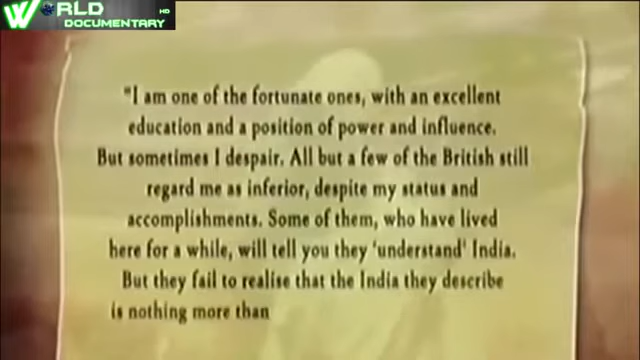 WORLD
DOCUMENTARY HD
"I am one of the fortunate ones, with an excellent
education and a position of power and influence.
But sometimes I despair. All but a few of the British still
regard me as inferior, despite my status and
accomplishments. Some of them, who have lived
here for a while, will tell you they 'understand' India.
But they fail to realise that the India they describe
is nothing more than